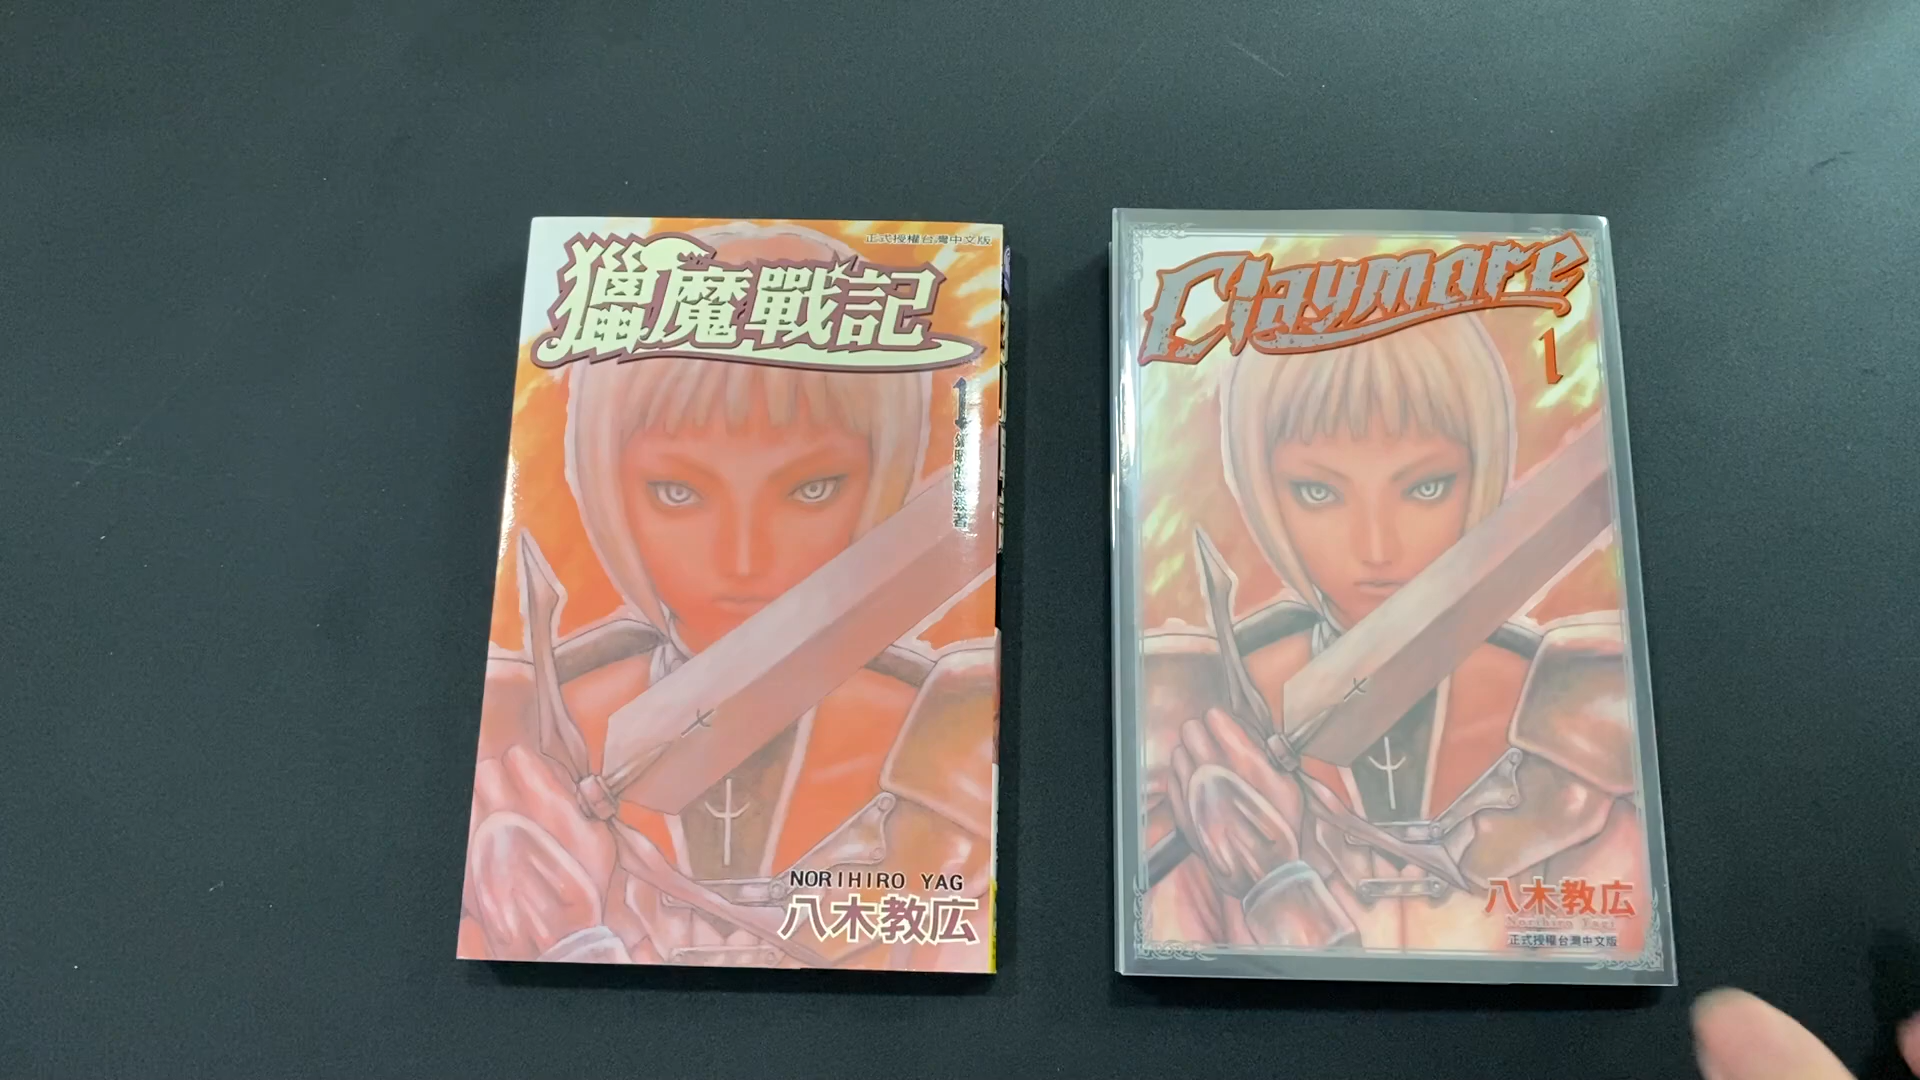 正式授權台灣中文版
獵魔戰記
1
NORIHIRO YAG
八木教広
Claymore
1
八木教広
Norihiro Yagi
正式授權台灣中文版